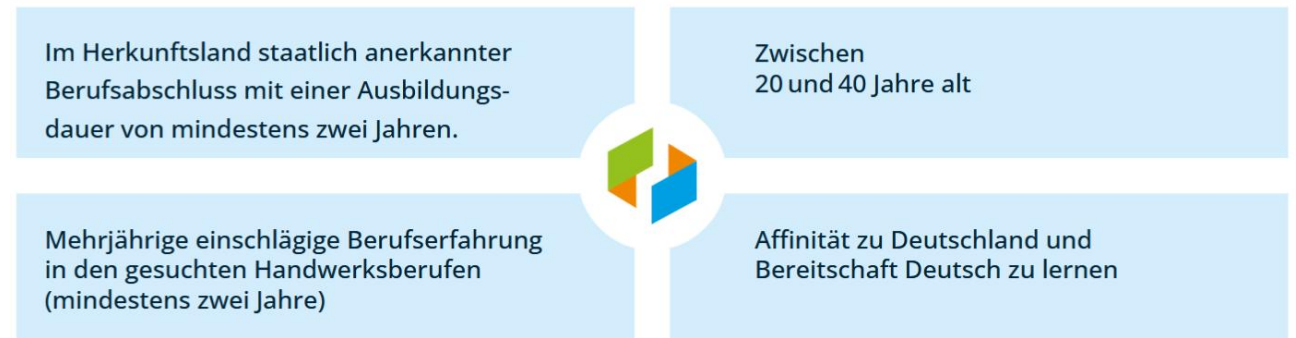 Im Herkunftsland staatlich anerkannter
Berufsabschluss mit einer Ausbildungs-
dauer von mindestens zwei Jahren.
Zwischen
20 und 40 Jahre alt
Mehrjährige einschlägige Berufserfahrung
in den gesuchten Handwerksberufen
(mindestens zwei Jahre)
Affinität zu Deutschland und
Bereitschaft Deutsch zu lernen